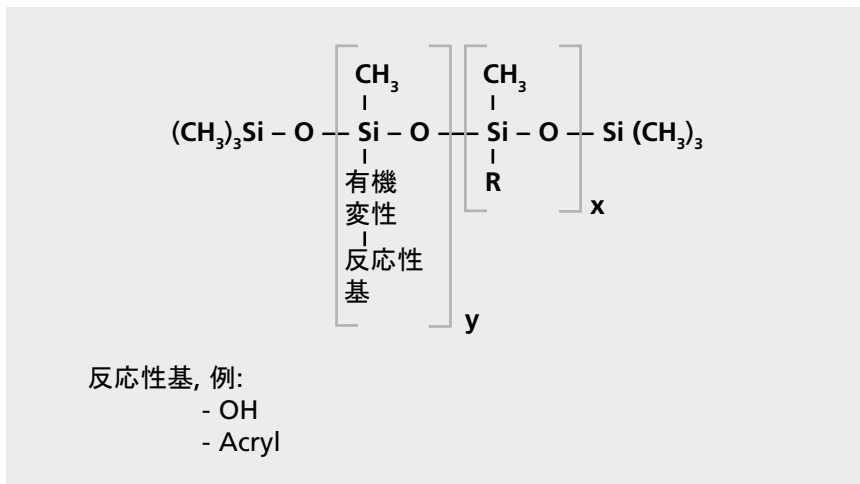 CH₃ CH₃
(CH₃)₃Si – O – Si – O – Si – O – Si (CH₃)₃
有機 R
変性
x
反応性
基
y
反応性基, 例:
- OH
- Acryl